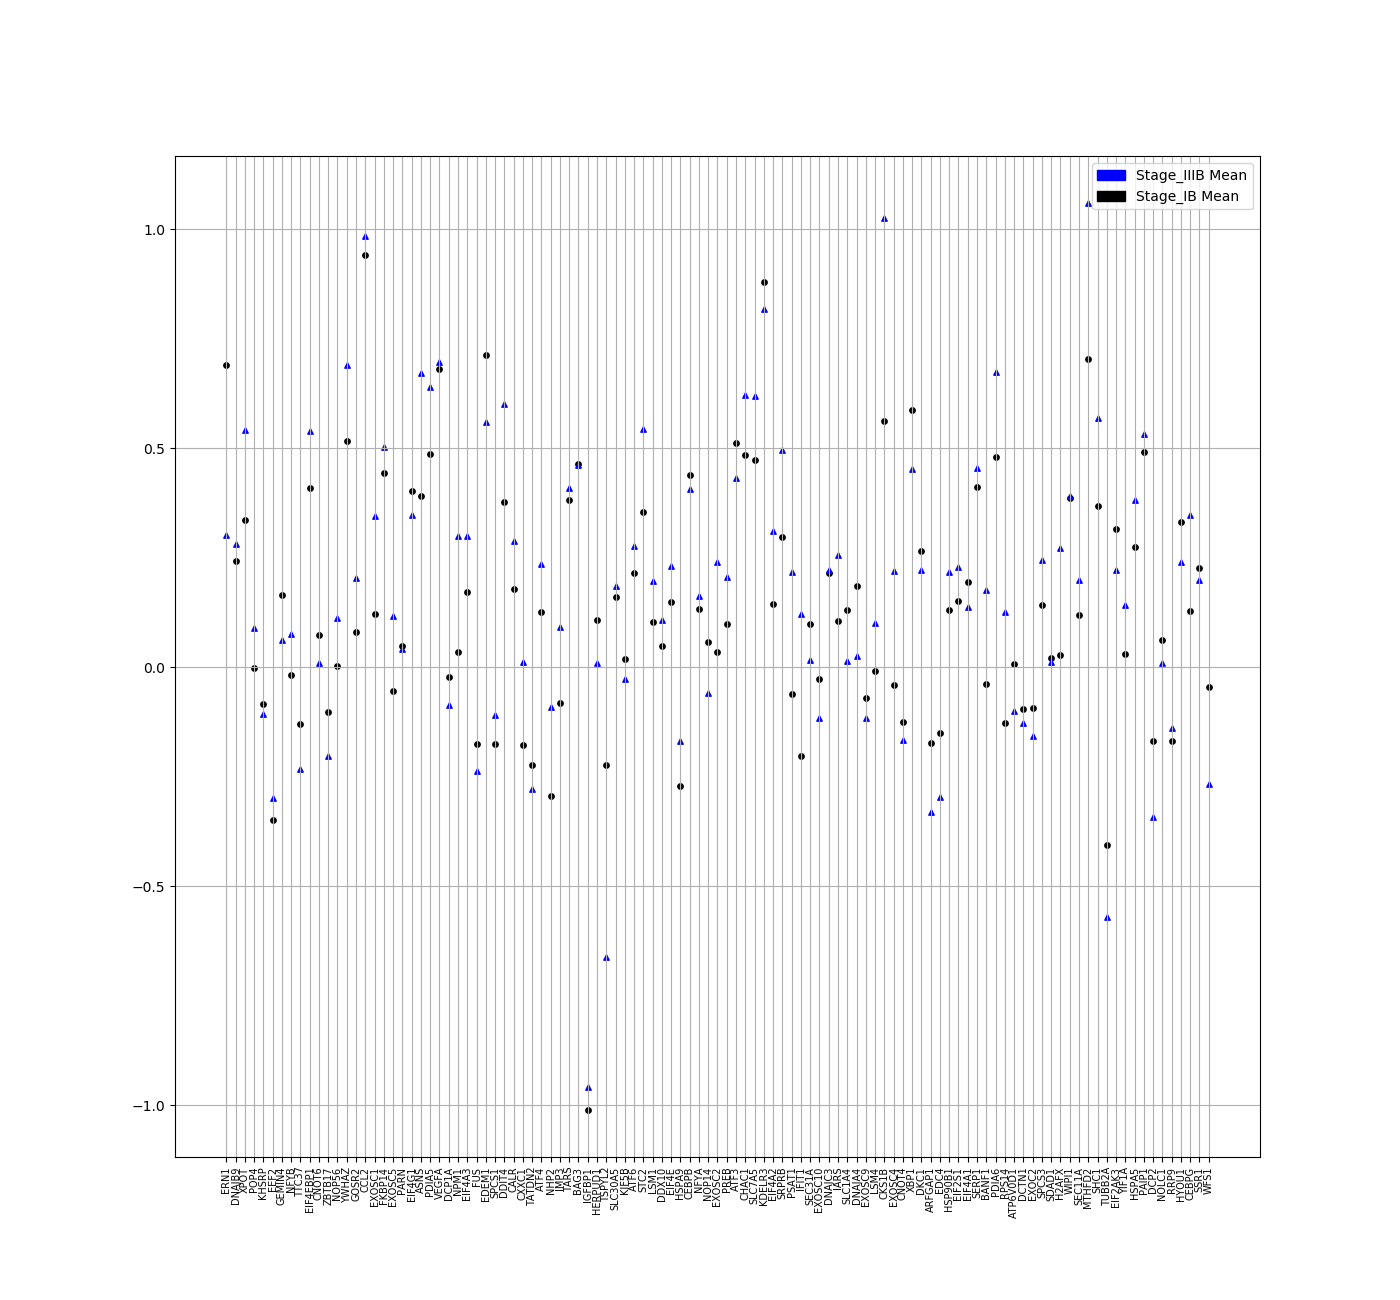 Stage_IIIB Mean
Stage_IB Mean
1.0
0.5
0.0
−0.5
−1.0
ERN1
DNAJB9
XPOT
POP4
KHSRP
EEF2
GEMIN4
NFYB
TTC37
EIF4EBP1
CNOT6
ZBTB17
NOP56
YWHAZ
GOSR2
CCL2
EXOSC1
FKBP14
EXOSC5
PARN
EIF4G1
ASNS
PDIA5
VEGFA
DCP1A
NPM1
EIF4A3
FUS
EDEM1
SPCS1
DDIT4
CALR
CXXC1
TATDN2
ATF4
NHP2
IMP3
TARS
BAG3
IGFBP1
HERPUD1
TSPYL2
SLC30A5
KIF5B
ATF6
STC2
LSM1
DDX10
EIF4E
HSPA9
CEBPB
NFYA
NOP14
EXOSC2
PREB
ATF3
CHAC1
SLC7A5
KDELR3
EIF4A2
SRPRB
PSAT1
IFIT1
SEC31A
EXOSC10
DNAJC3
IARS
SLC1A4
DNAJA4
EXOSC9
LSM4
CKS1B
EXOSC4
CNOT4
XBP1
DKC1
ARFGAP1
EDC4
HSP90B1
EIF2S1
EIF4A1
SERP1
BANF1
PDIA6
RPS14
ATP6V0D1
DCTN1
EXOC2
SPCS3
SDAD1
H2AFX
WIPI1
SEC11A
MTHFD2
SHC1
TUBB2A
EIF2AK3
YIF1A
HSPA5
PAIP1
DCP2
NOLC1
RRP9
HYOU1
CEBPG
SSR1
WFS1